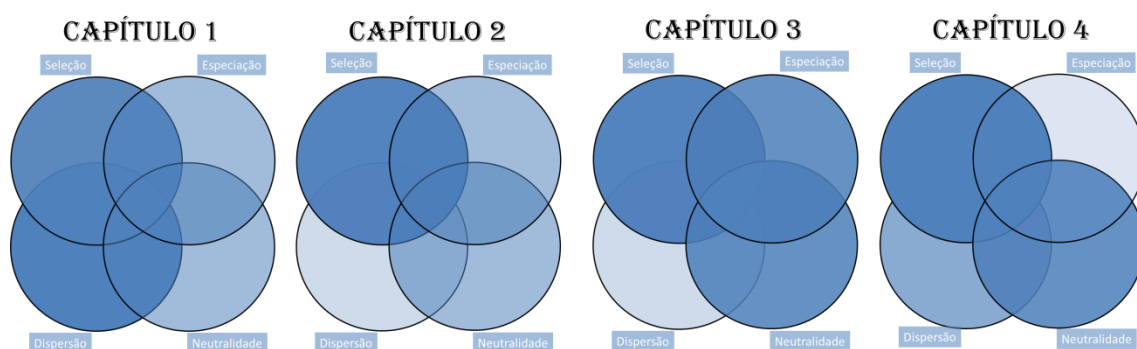 CAPÍTULO 1
Seleção
Especiação
Dispersão
Neutralidade
CAPÍTULO 2
Seleção
Especiação
Dispersão
Neutralidade
CAPÍTULO 3
Seleção
Especiação
Dispersão
Neutralidade
CAPÍTULO 4
Seleção
Especiação
Dispersão
Neutralidade